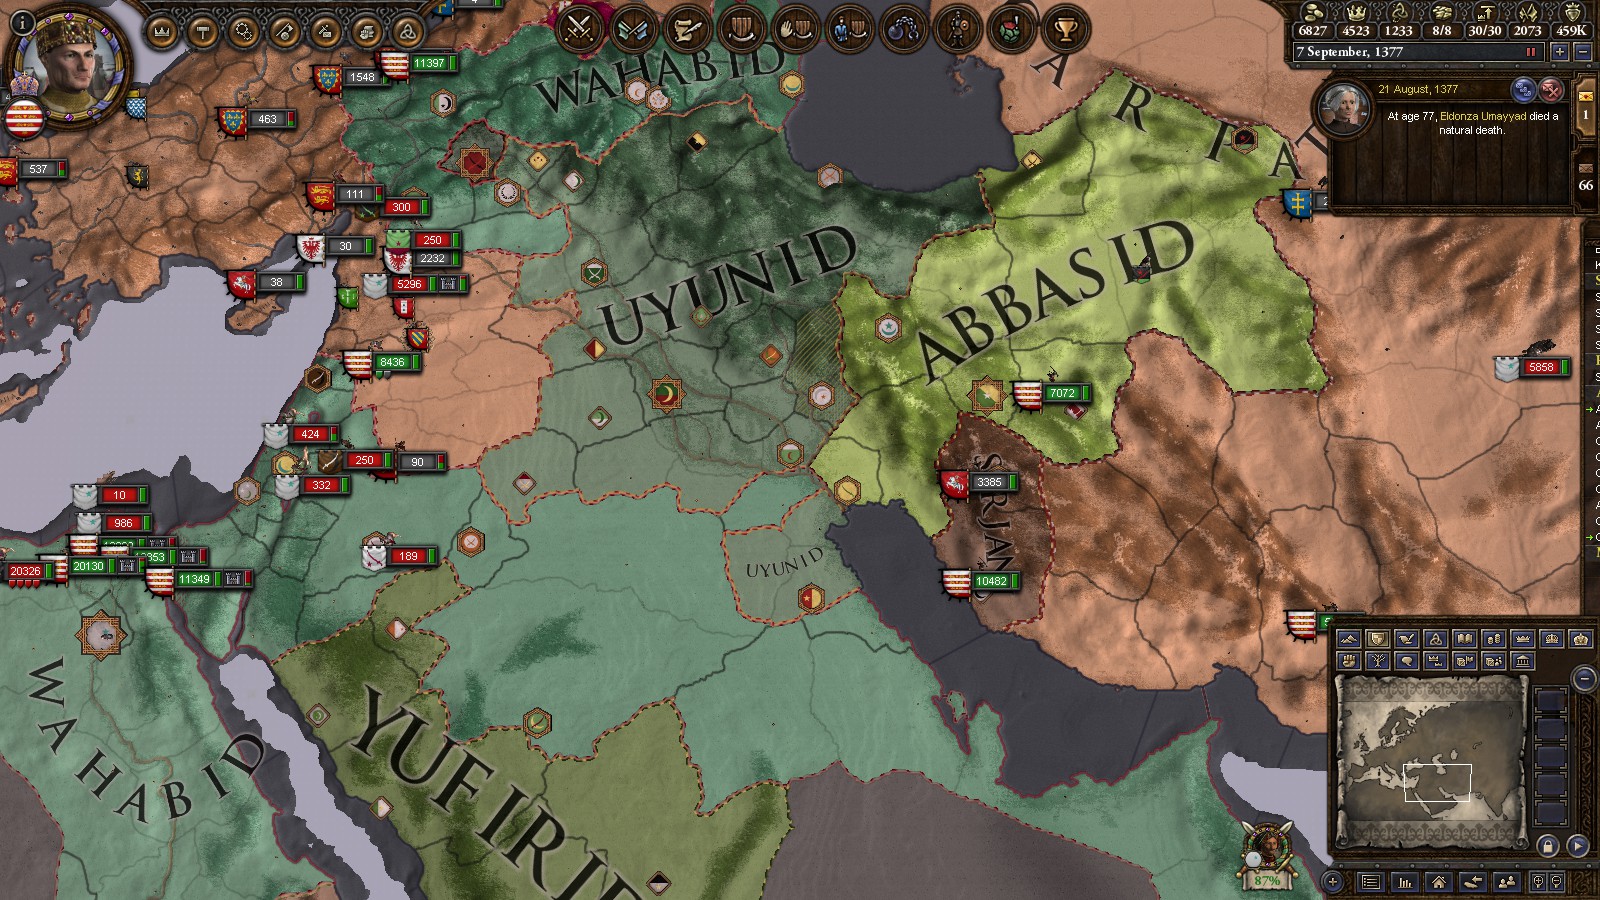 6827 4523 1233 8/8 30/30 2073 459K
7 September, 1377
21 August, 1377
At age 77, Eldonza Umayyad died a
natural death.
1
66
WAHABID
UYUNID
ABBASID
UYUNID
WAHABID
1548
11397
463
537
111
300
30
250
2232
38
5296
8436
7072
5858
424
250
90
332
3385
10
986
189
20326
20130
11349
10482
87%